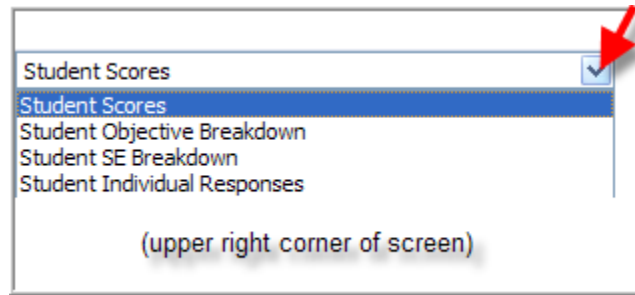 Student Scores
Student Scores
Student Objective Breakdown
Student SE Breakdown
Student Individual Responses
(upper right corner of screen)